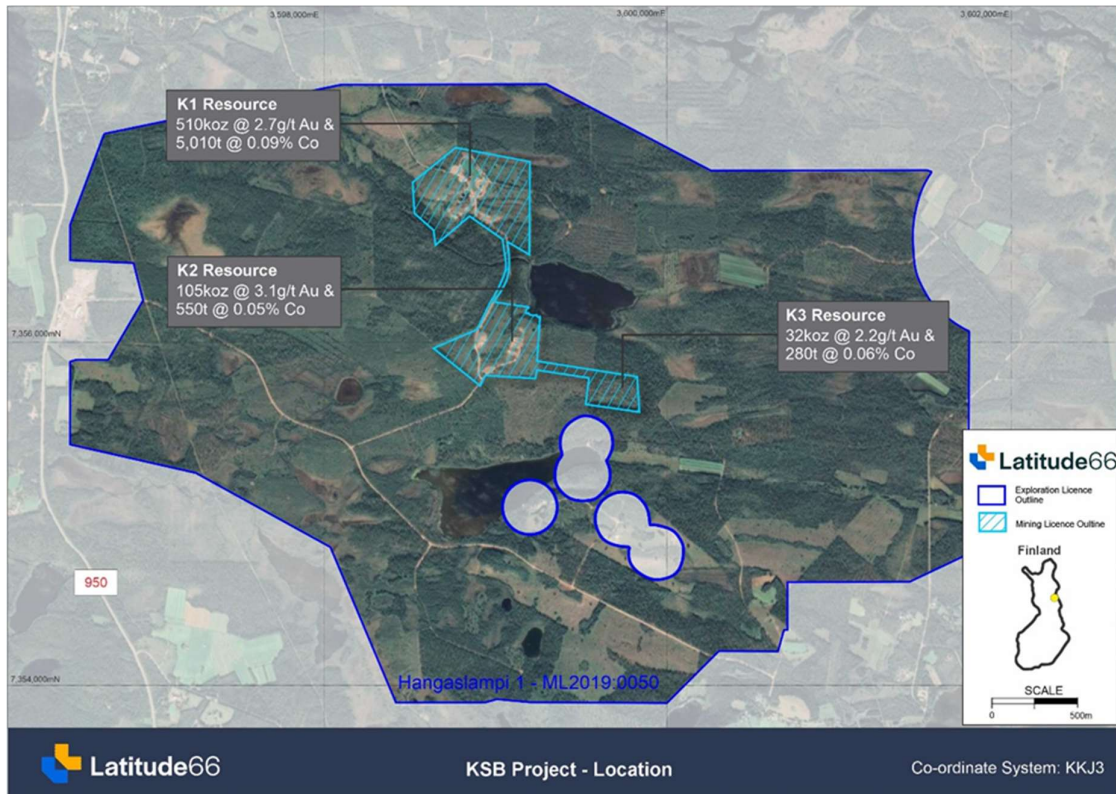 3,598,000mE
3,600,000mE
3,602,000mE
K1 Resource
510koz @ 2.7g/t Au &
5,010t @ 0.09% Co
K2 Resource
105koz @ 3.1g/t Au &
550t @ 0.05% Co
K3 Resource
32koz @ 2.2g/t Au &
280t @ 0.06% Co
7,356,000mN
950
7,354,000mN
Hangaslampi 1 - ML2019:0050
Latitude66
Exploration Licence
Outline
Mining Licence Oultine
Finland
SCALE
0
500m
Latitude66
KSB Project - Location
Co-ordinate System: KKJ3